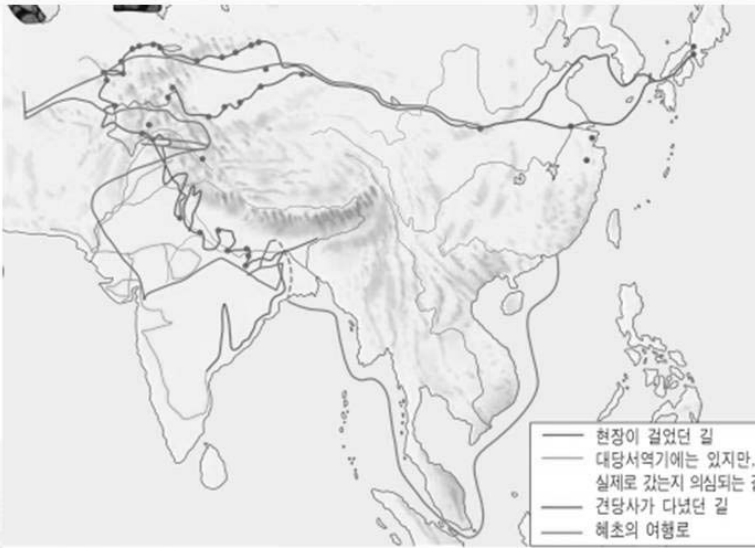 현장이 걸었던 길
대당서역기에는 있지만,
실제로 갔는지 의심되는
견당사가 다녔던 길
혜초의 여행로